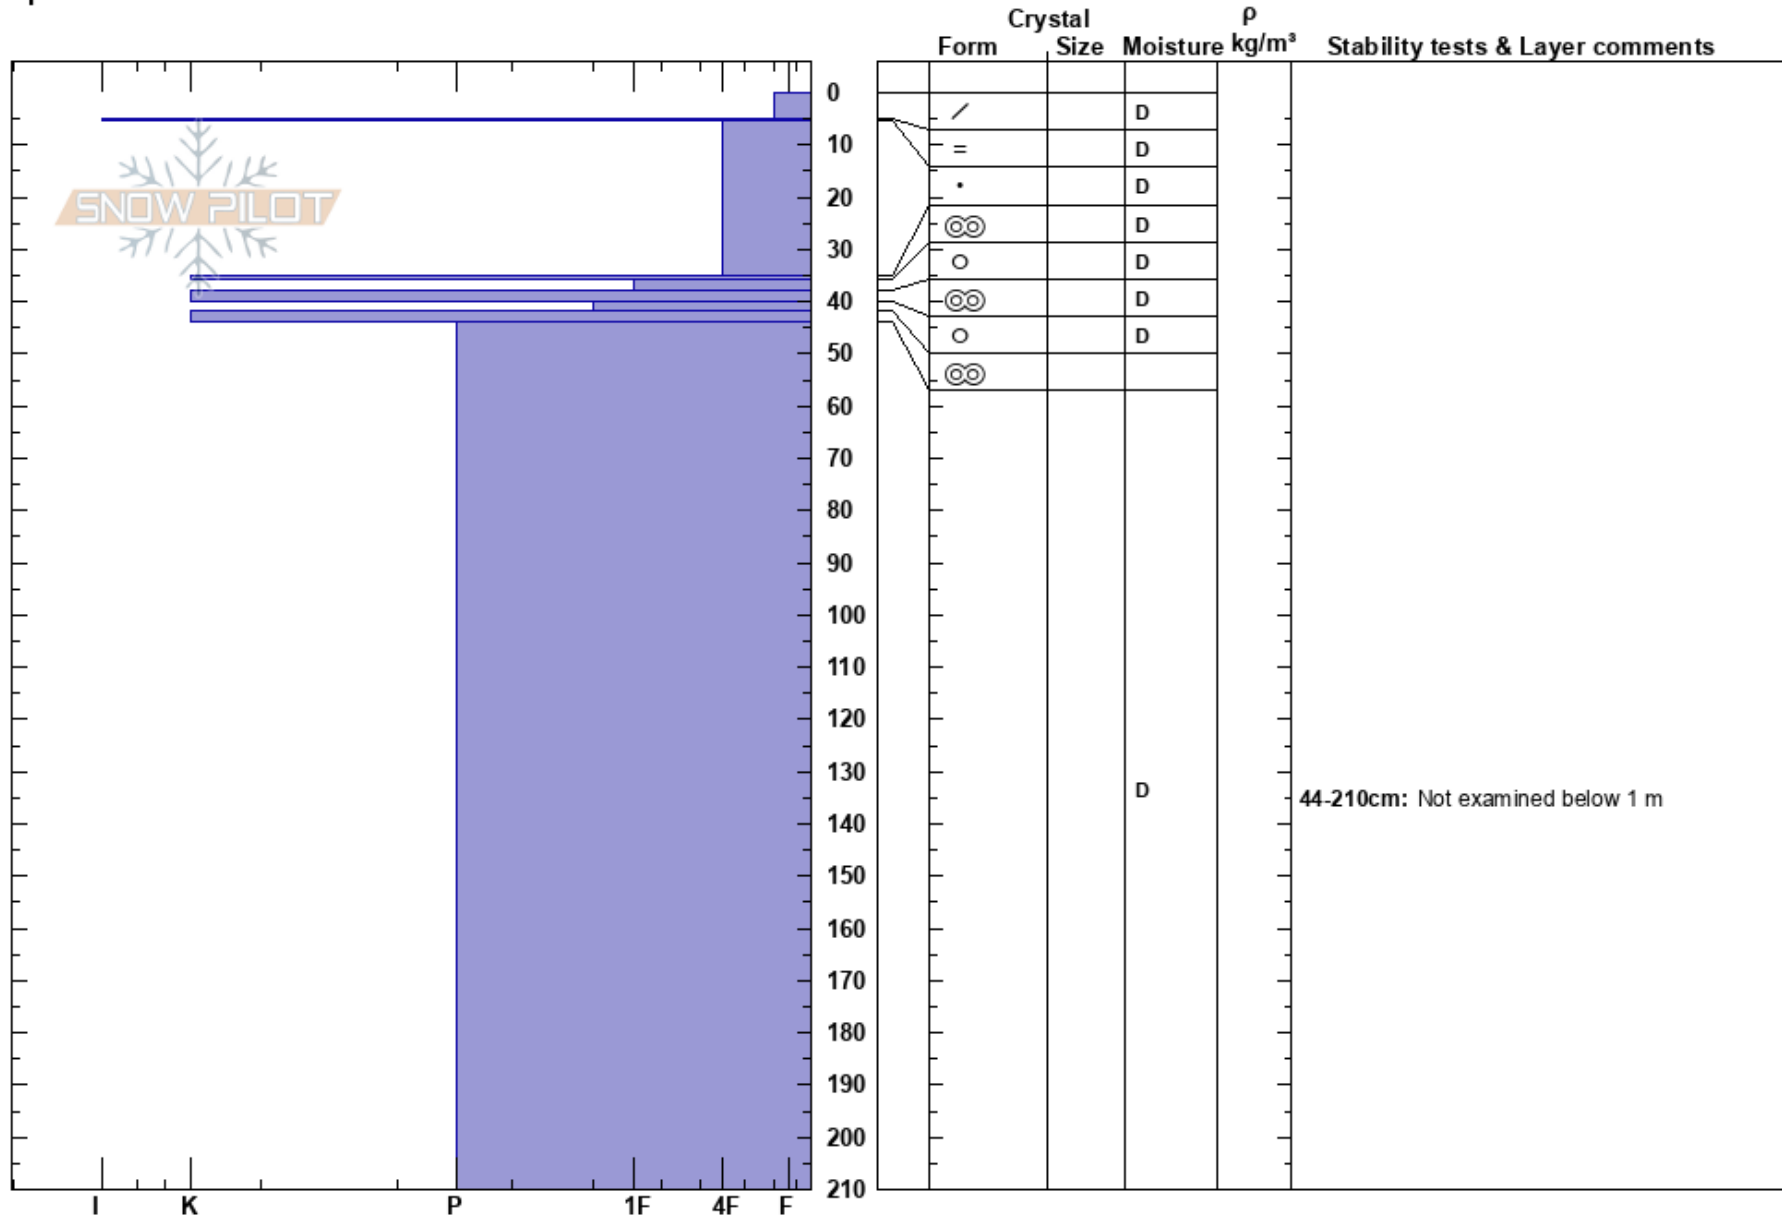 Crystal
ρ
Form Size Moisture kg/m³ Stability tests & Layer comments
0
D
10
= D
D
20
SNOW PILOT
D
30
D
40
D
D
50
60
70
80
90
100
110
120
130
D
44-210cm: Not examined below 1 m
140
150
160
170
180
190
200
210
I K P 1F 4F F